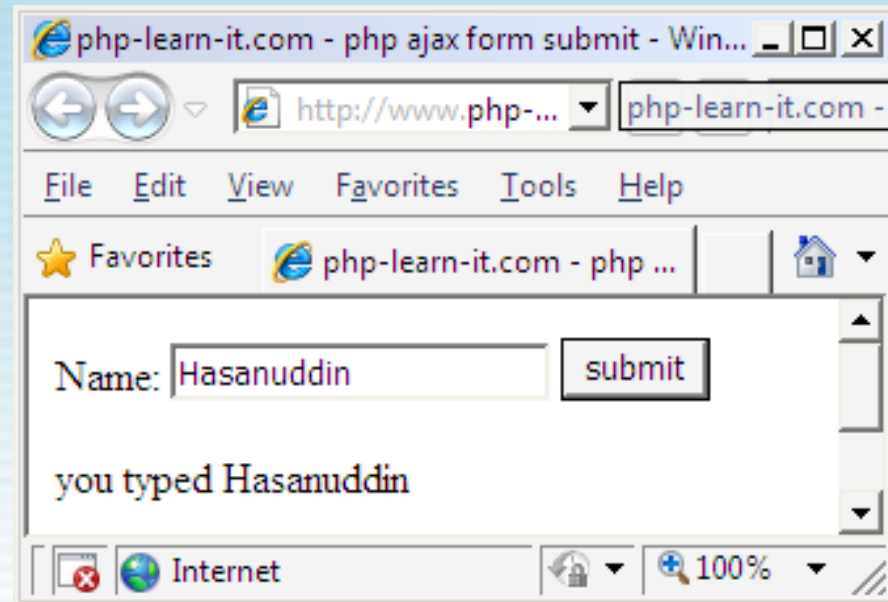 php-learn-it.com - php ajax form submit - Win...
http://www.php-... php-learn-it.com -
File Edit View Favorites Tools Help
Favorites php-learn-it.com - php ...
Name: Hasanuddin submit
you typed Hasanuddin
Internet 100%